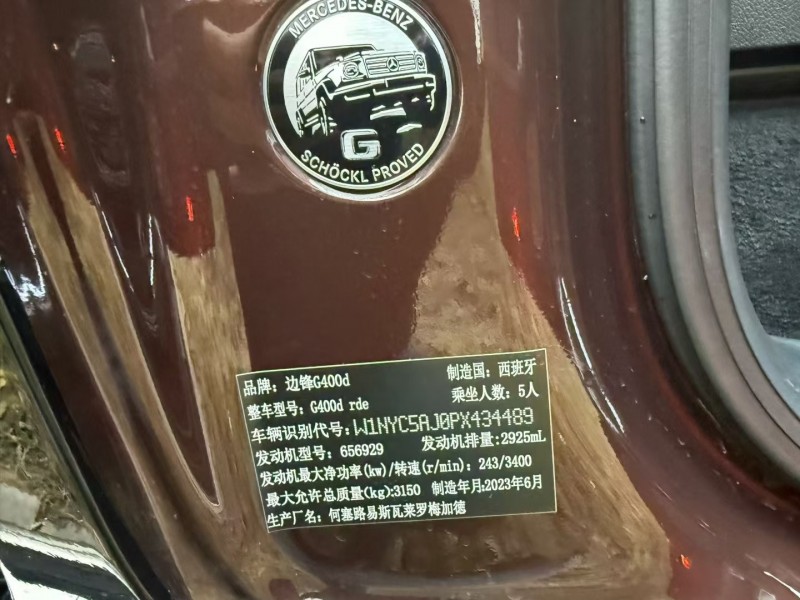 MERCEDES-BENZ
G
SCHÖCKL PROVED
品牌：边锋G400d 制造国：西班牙
整车型号：G400d rde 乘坐人数：5人
车辆识别代号：W1NYC5AJ0PX434489
发动机型号：656929 发动机排量：2925mL
发动机最大净功率(kw)/转速(r/min)：243/3400
最大允许总质量(kg):3150 制造年月:2023年6月
生产厂名：何塞路易斯瓦莱罗梅加德